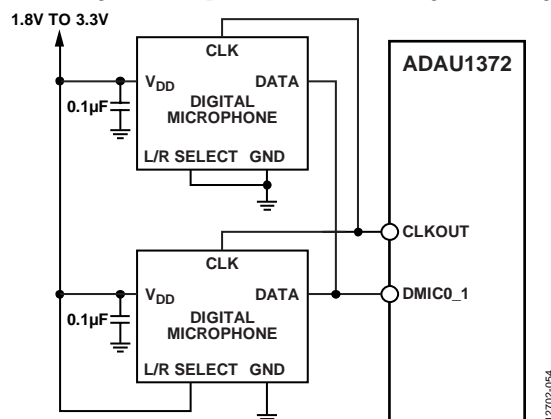 1.8V TO 3.3V
CLK
ADAU1372
VDD
DATA
0.1µF
DIGITAL
MICROPHONE
L/R SELECT GND
CLKOUT
CLK
VDD
DATA
DMIC0_1
0.1µF
DIGITAL
MICROPHONE
L/R SELECT GND